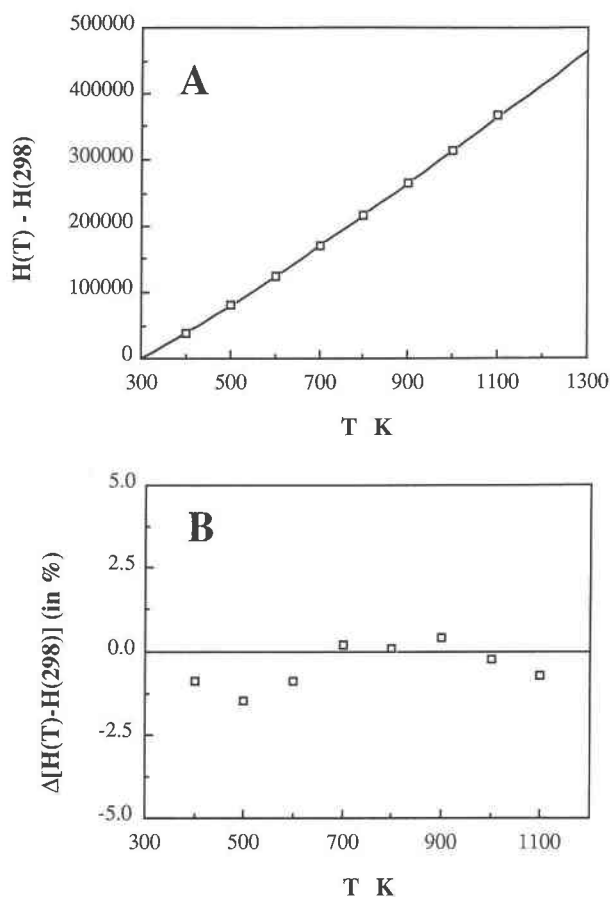 500000
400000
300000
200000
100000
0
H(T) - H(298)
A
300 500 700 900 1100 1300
T K
5.0
2.5
0.0
-2.5
-5.0
Δ[H(T)-H(298)] (in %)
B
300 500 700 900 1100
T K